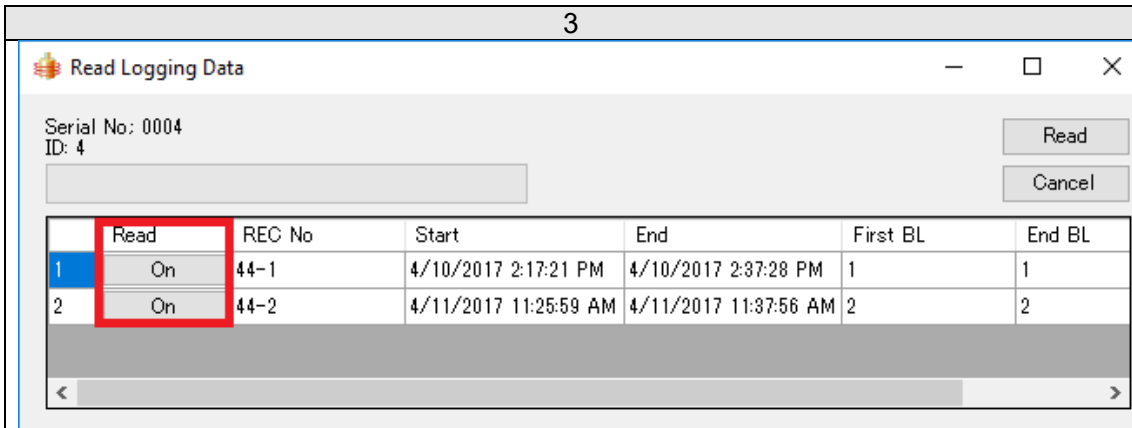 3
Read Logging Data
Serial No; 0004
ID: 4
Read
Cancel
Read REC No Start End First BL End BL
1 On 44-1 4/10/2017 2:17:21 PM 4/10/2017 2:37:28 PM 1 1
2 On 44-2 4/11/2017 11:25:59 AM 4/11/2017 11:37:56 AM 2 2